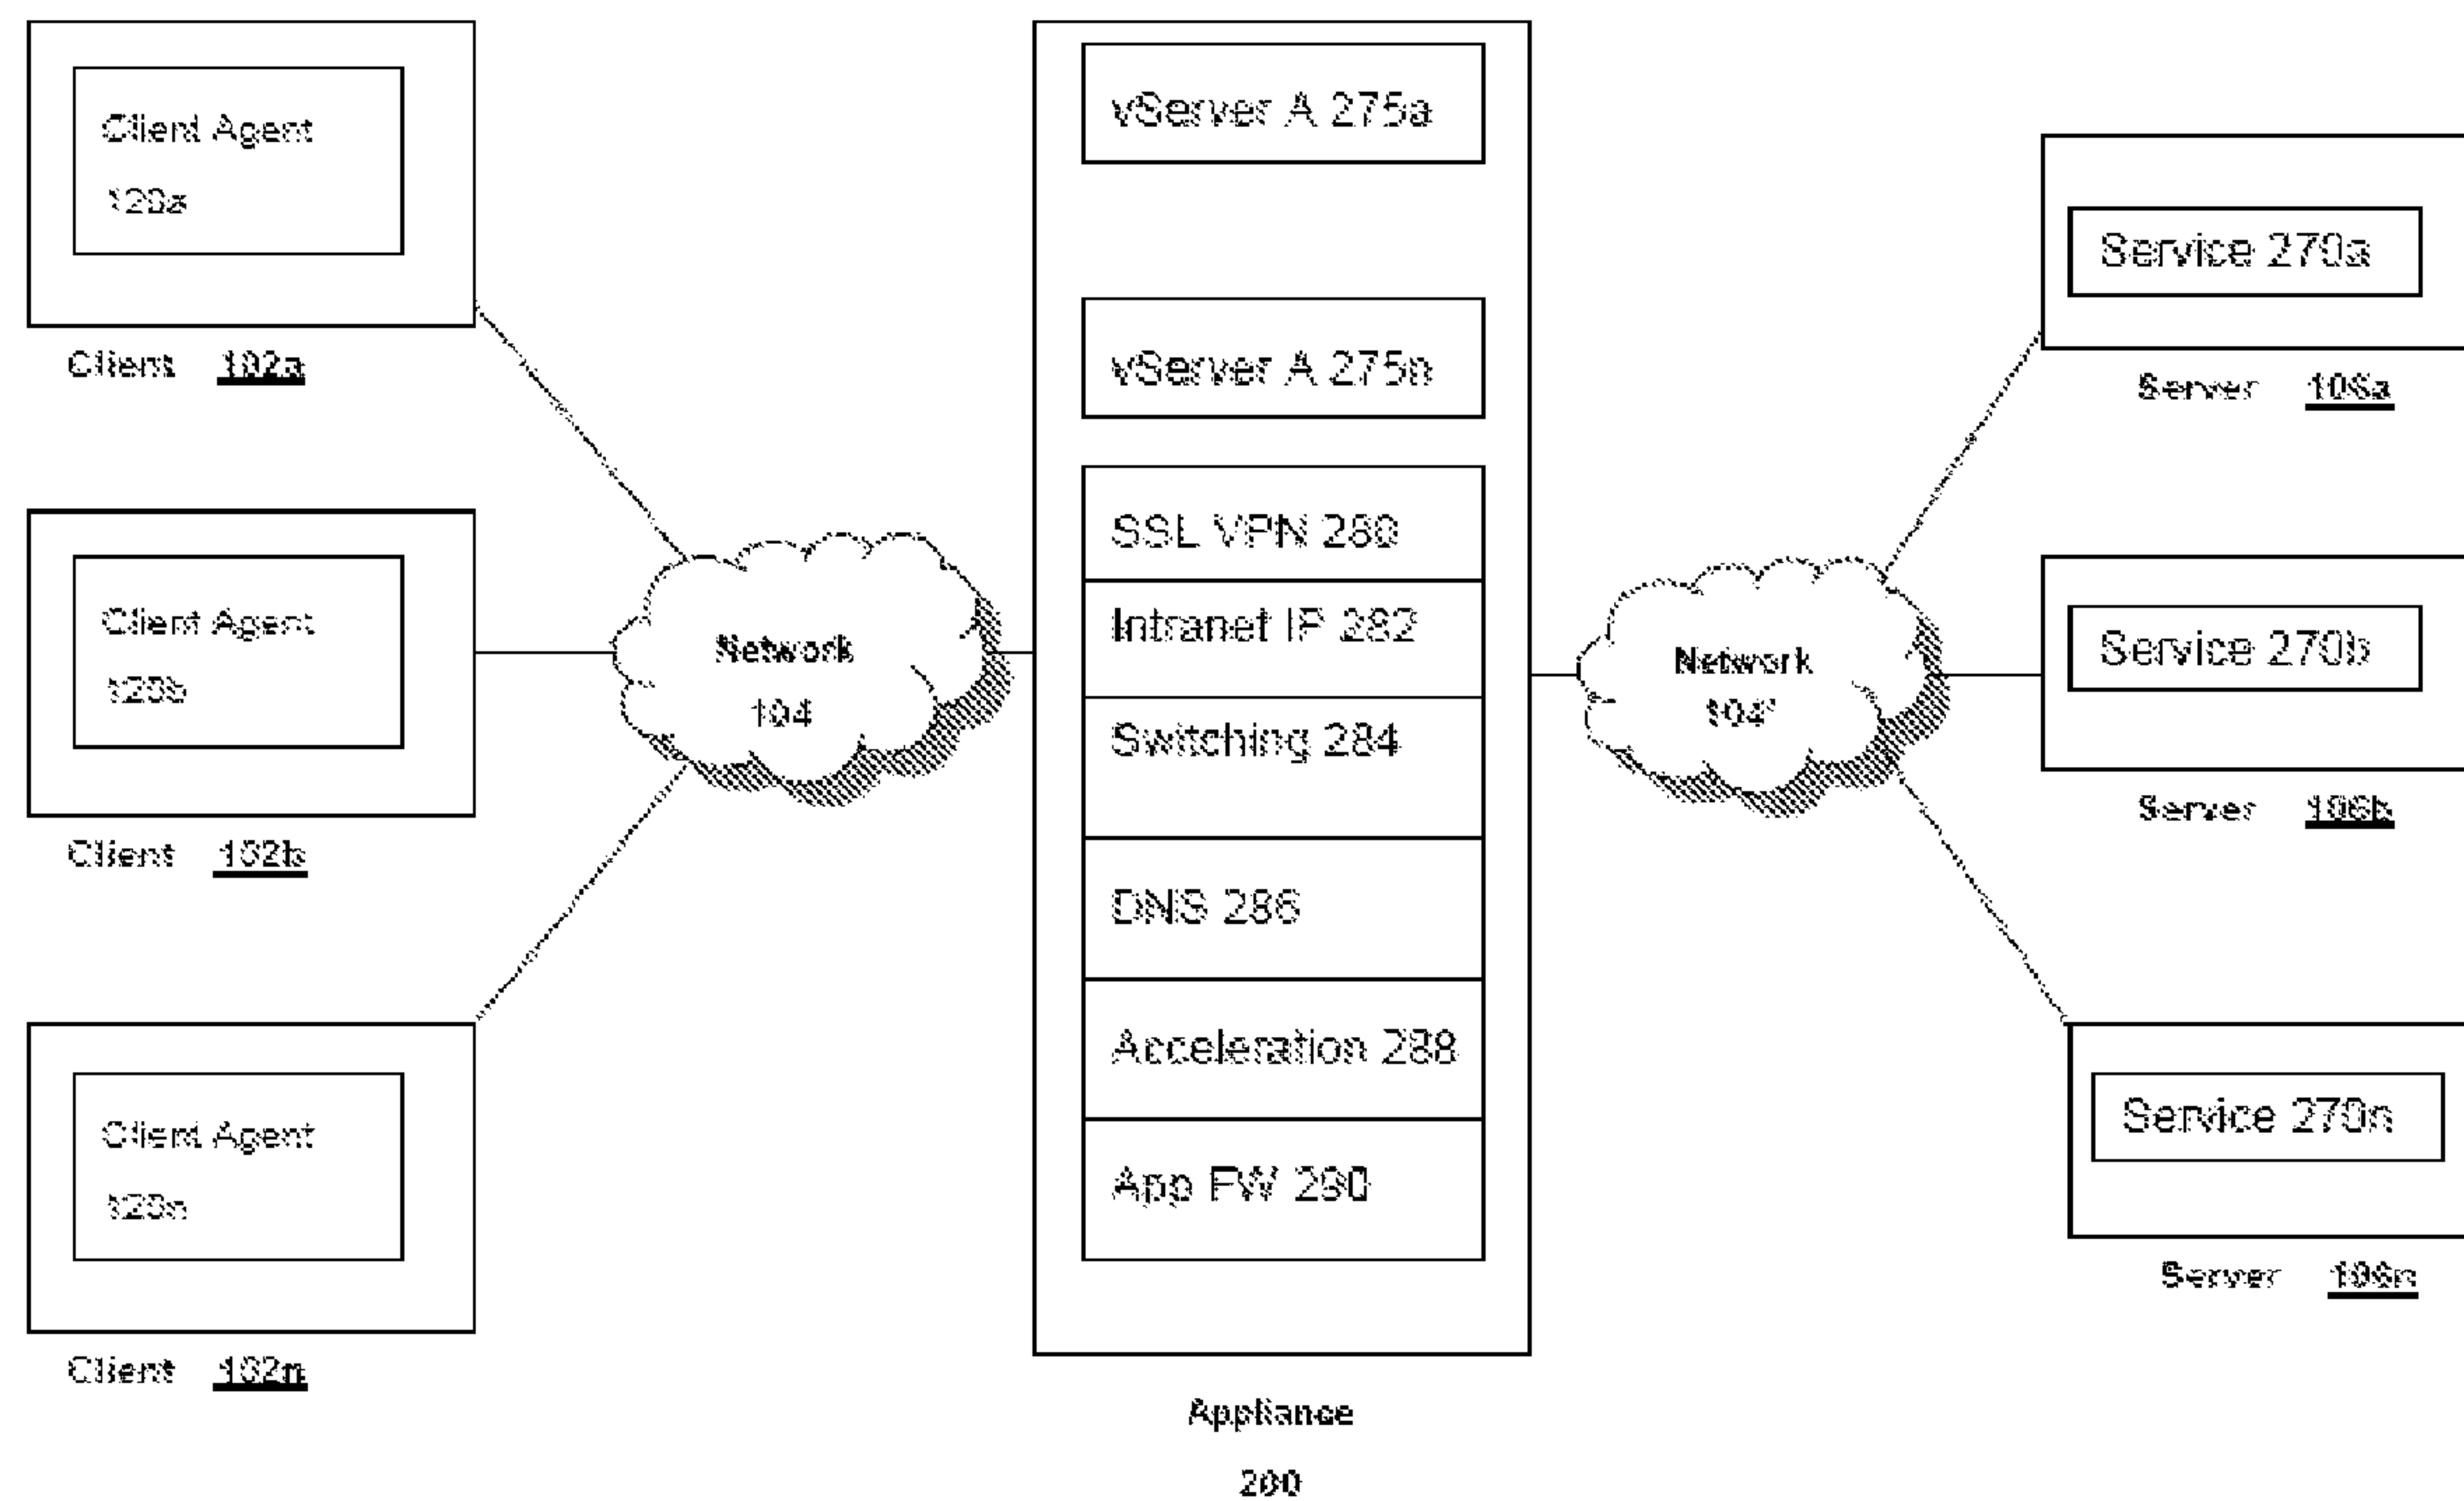 Client Agent
120a
Client 102a
Client Agent
120b
Client 102b
Client Agent
120n
Client 102n
Network
104
vServer A 275a
vServer A 275n
SSL VPN 280
Intranet IP 282
Switching 284
DNS 286
Acceleration 288
App FW 290
Appliance
200
Network
104'
Service 270a
Server 106a
Service 270b
Server 106b
Service 270n
Server 106n